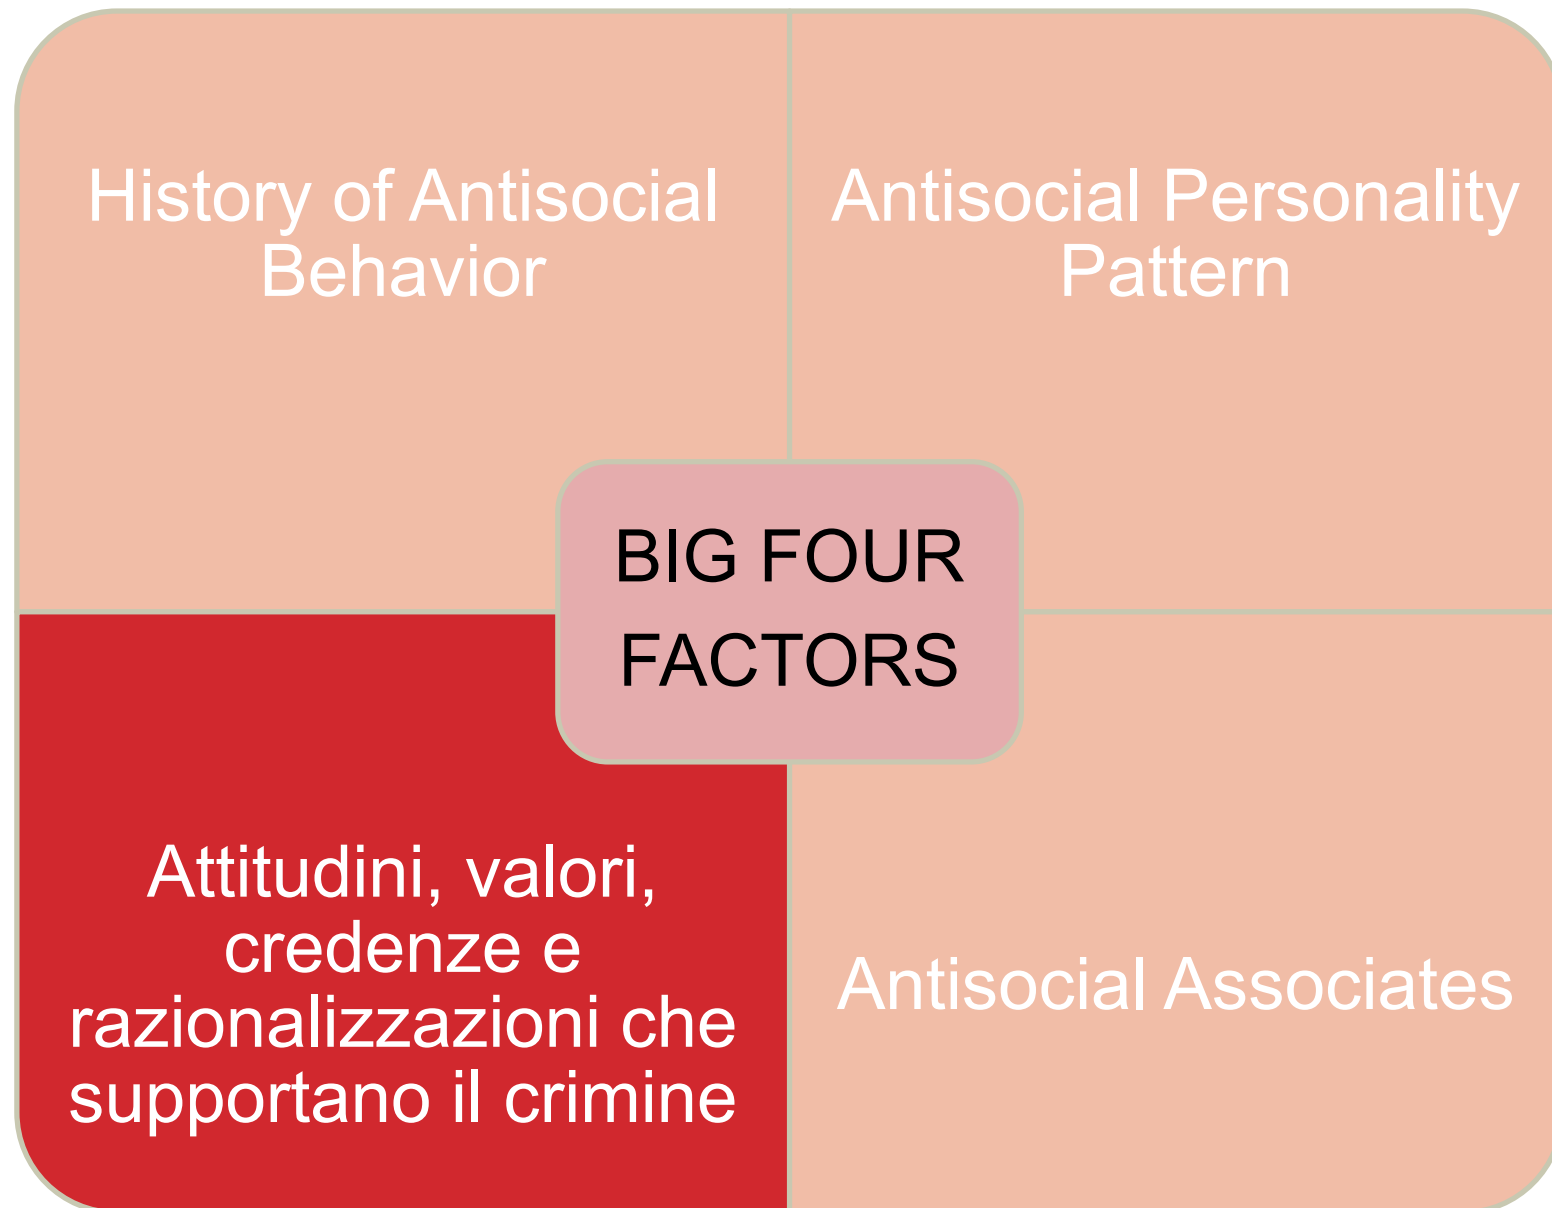 History of Antisocial
Behavior
Antisocial Personality
Pattern
BIG FOUR
FACTORS
Attitudini, valori,
credenze e
razionalizzazioni che
supportano il crimine
Antisocial Associates